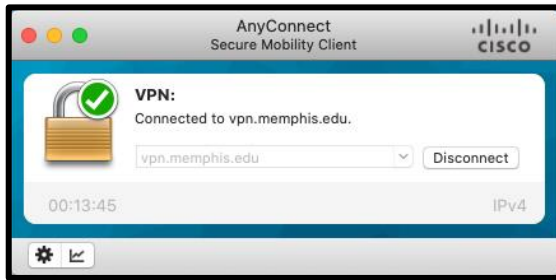 AnyConnect
Secure Mobility Client
CISCO
VPN:
Connected to vpn.memphis.edu.
vpn.memphis.edu
Disconnect
00:13:45
IPv4